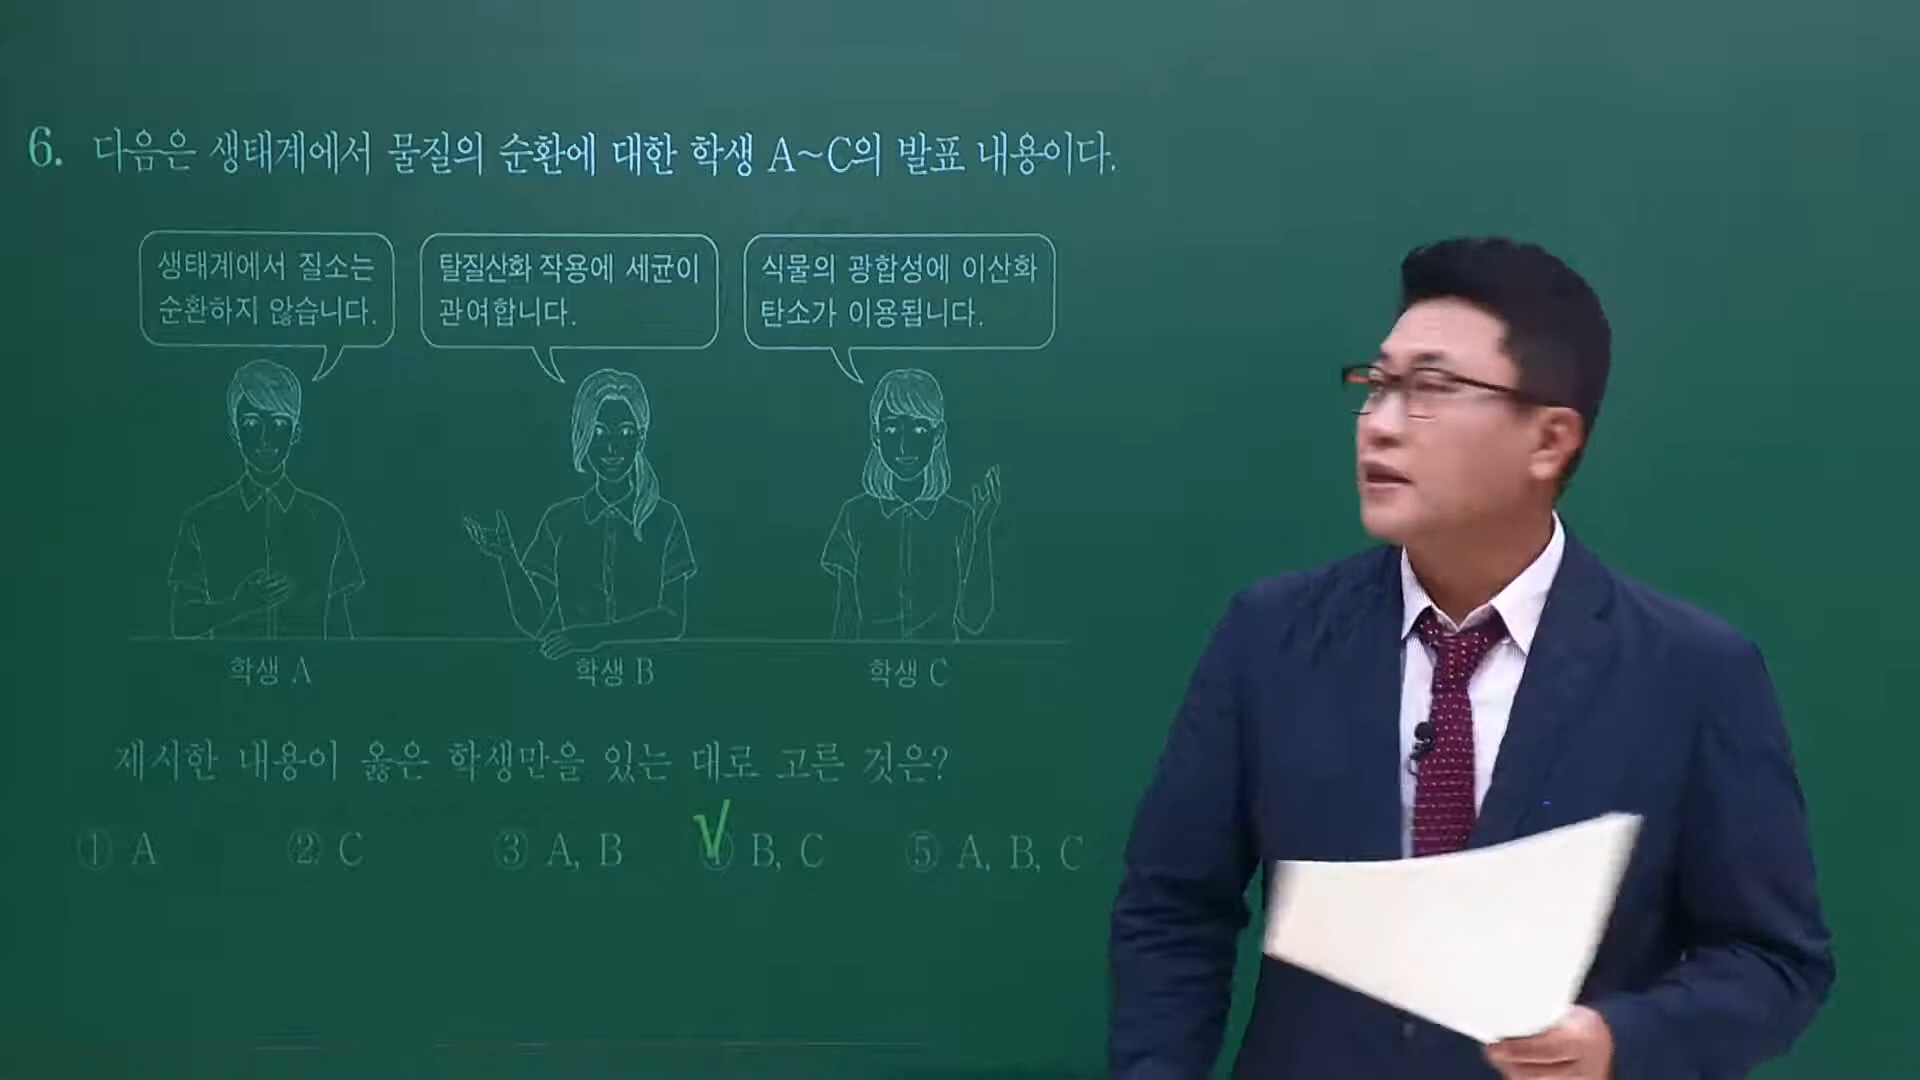 6. 다음은 생태계에서 물질의 순환에 대한 학생 A~C의 발표 내용이다.
생태계에서 질소는
순환하지 않습니다.
탈질산화 작용에 세균이
관여합니다.
식물의 광합성에 이산화
탄소가 이용됩니다.
학생 A
학생 B
학생 C
제시한 내용이 옳은 학생만을 있는 대로 고른 것은?
① A ② C ③ A, B ④ B, C ⑤ A, B, C